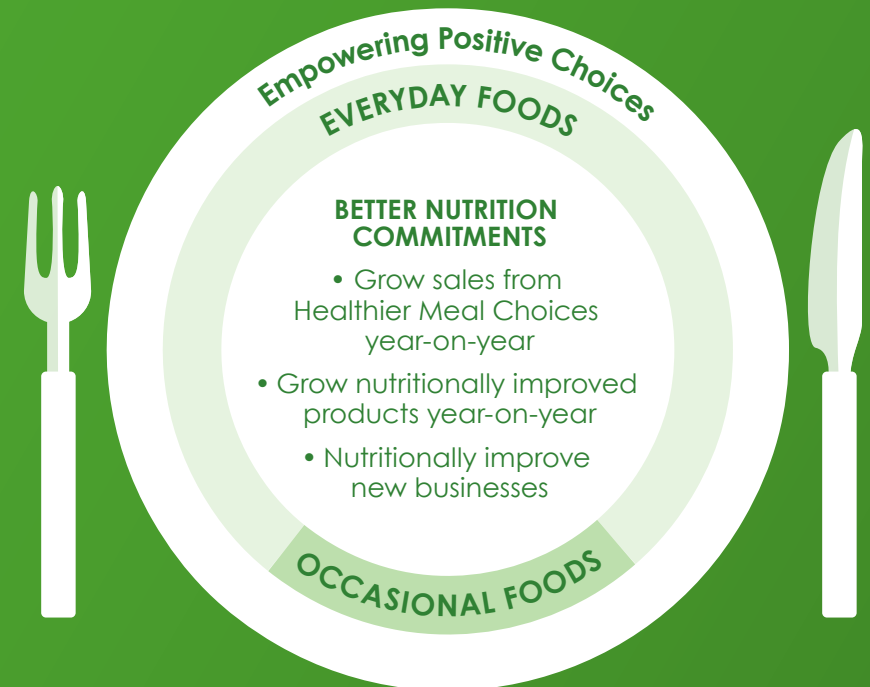 Empowering Positive Choices
EVERYDAY FOODS
BETTER NUTRITION
COMMITMENTS
• Grow sales from
Healthier Meal Choices
year-on-year
• Grow nutritionally improved
products year-on-year
• Nutritionally improve
new businesses
OCCASIONAL FOODS